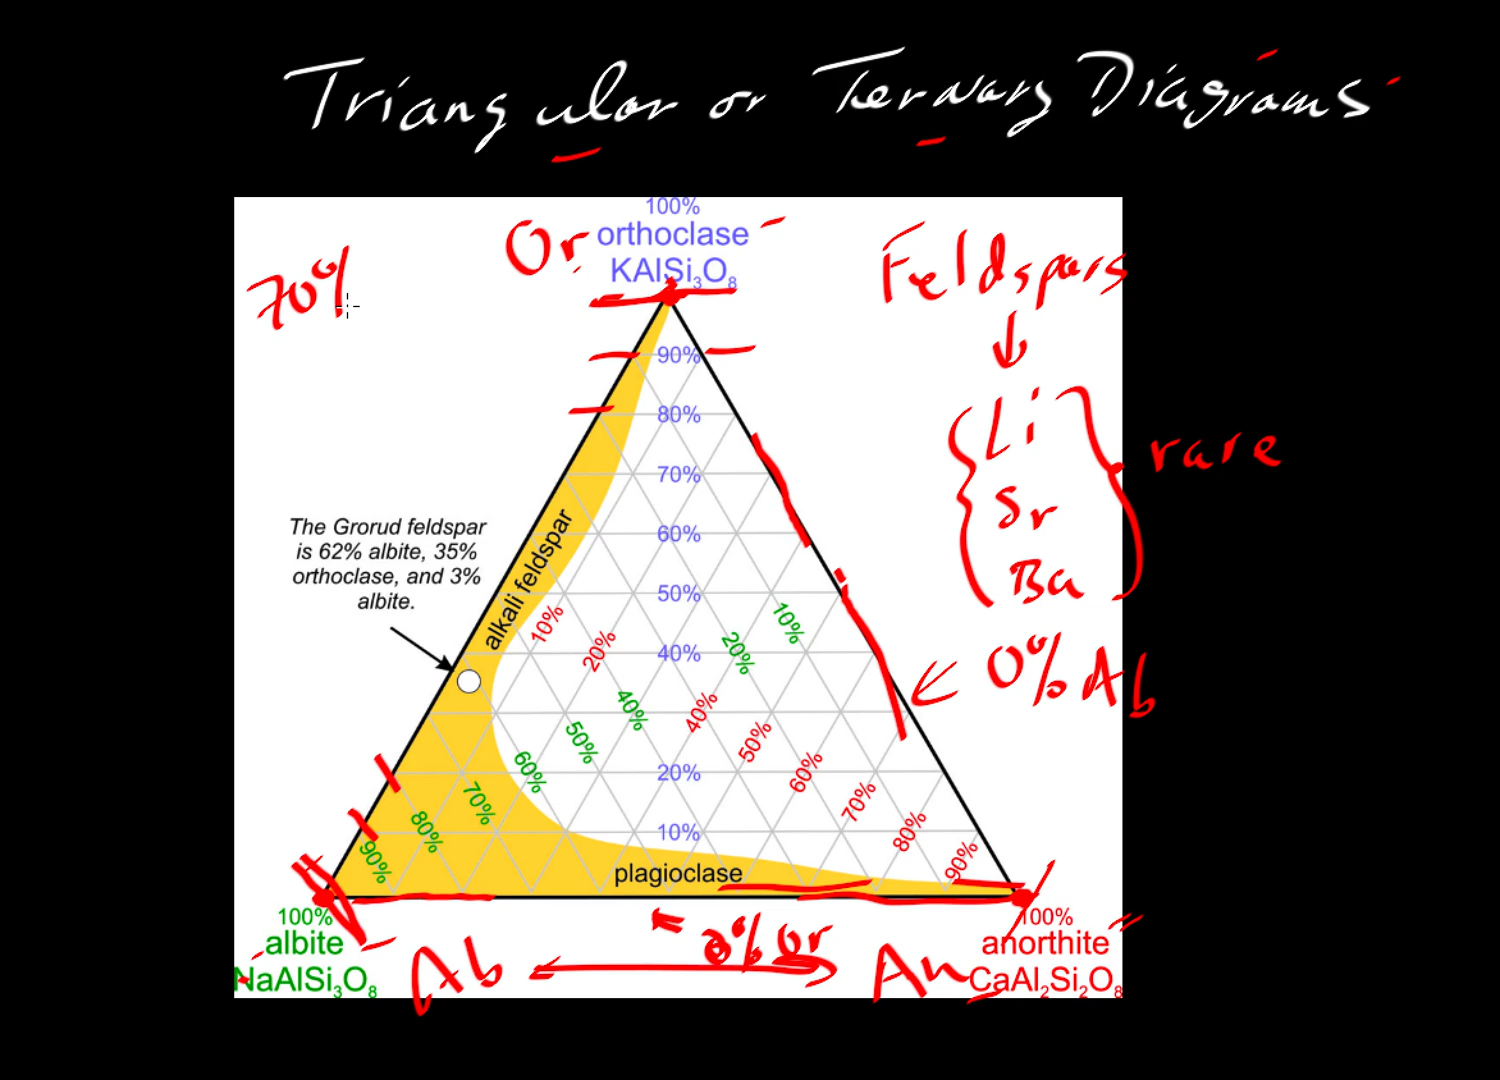 Triangular or Ternary Diagrams
100%
Or orthoclase
KAlSi3O8
70%
Feldspars
90%
80%
70%
60%
50%
40%
20%
10%
Li
Sr
Ba
rare
The Grorud feldspar
is 62% albite, 35%
orthoclase, and 3%
albite.
alkali feldspar
10%
20%
40%
50%
60%
70%
80%
90%
10%
20%
40%
50%
60%
70%
80%
90%
0% Ab
plagioclase
0% Or
100%
albite
NaAlSi3O8
Ab
An
100%
anorthite
CaAl2Si2O8